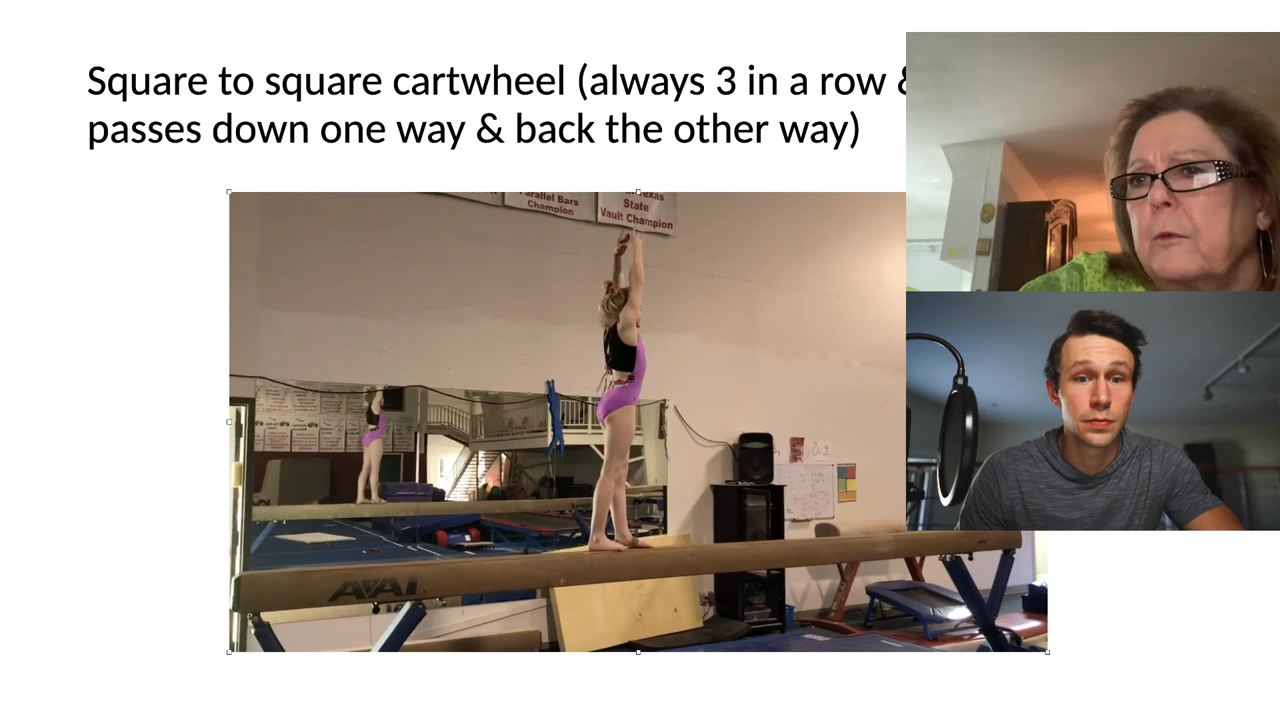 Square to square cartwheel (always 3 in a row &
passes down one way & back the other way)
Parallel Bars
Champion
Texas
State
Vault Champion
AAI